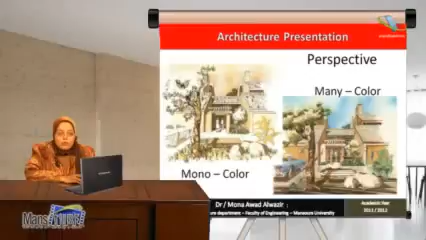 Architecture Presentation
Perspective
Many – Color
Mono – Color
Dr / Mona Awad Alwazir :
department – Faculty of Engineering – Mansoura University
Academic Year
2011 / 2012